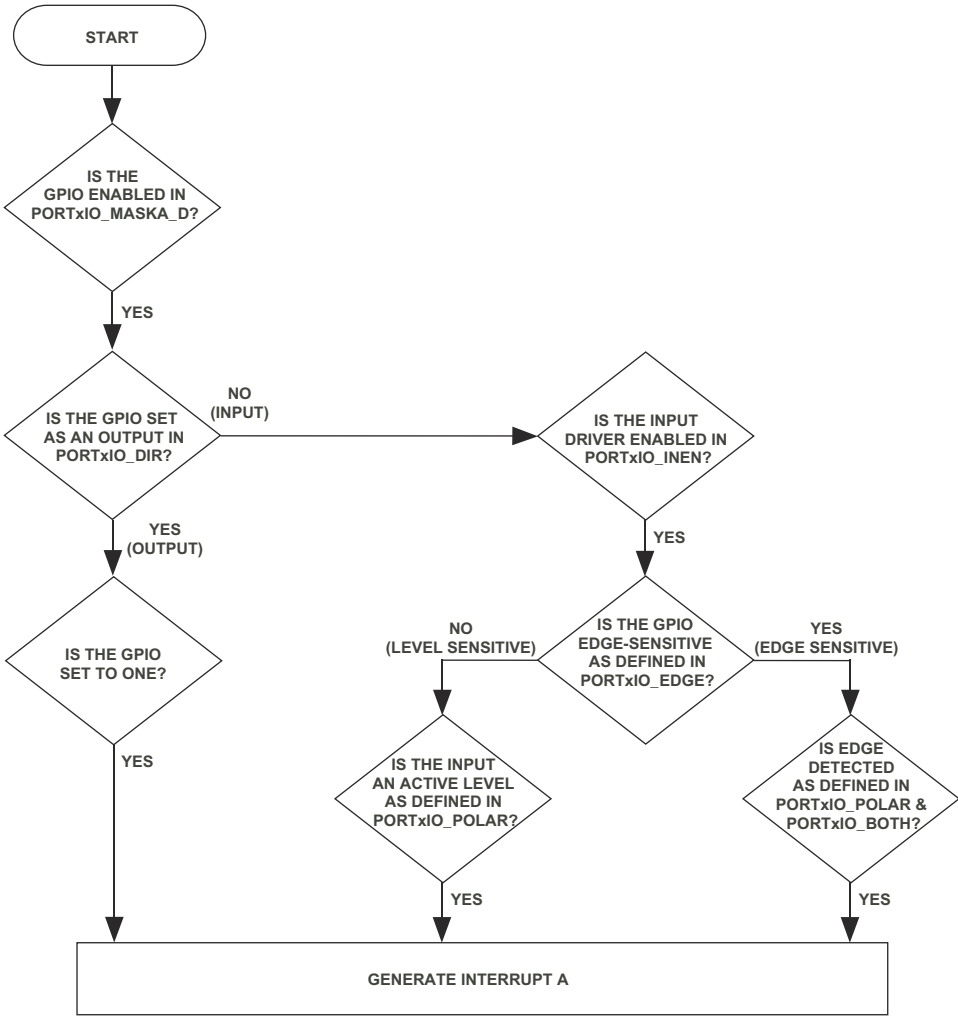 START
IS THE
GPIO ENABLED IN
PORTxIO_MASKA_D?
YES
IS THE GPIO SET
AS AN OUTPUT IN
PORTxIO_DIR?
NO
(INPUT)
IS THE INPUT
DRIVER ENABLED IN
PORTxIO_INEN?
YES
(OUTPUT)
YES
IS THE GPIO
SET TO ONE?
NO
(LEVEL SENSITIVE)
IS THE GPIO
EDGE-SENSITIVE
AS DEFINED IN
PORTxIO_EDGE?
YES
(EDGE SENSITIVE)
YES
IS THE INPUT
AN ACTIVE LEVEL
AS DEFINED IN
PORTxIO_POLAR?
IS EDGE
DETECTED
AS DEFINED IN
PORTxIO_POLAR &
PORTxIO_BOTH?
YES
YES
GENERATE INTERRUPT A